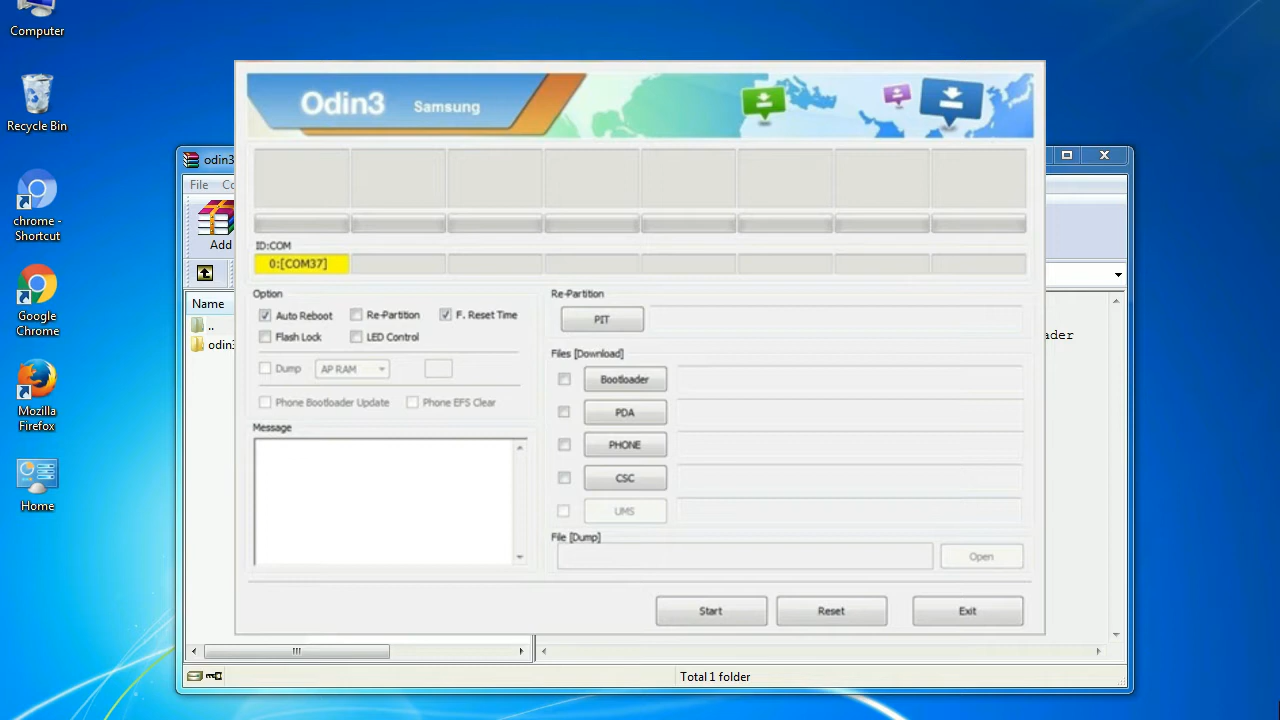 Computer
Recycle Bin
chrome -
Shortcut
Google
Chrome
Mozilla
Firefox
Home
odin3
File
Add
Name
..
odin
ader
Total 1 folder
Odin3 Samsung
ID:COM
0:[COM37]
Option
Auto Reboot Re-Partition F. Reset Time
Flash Lock LED Control
Dump AP RAM
Phone Bootloader Update Phone EFS Clear
Message
Re-Partition
PIT
Files [Download]
Bootloader
PDA
PHONE
CSC
UMS
File [Dump]
Open
Start Reset Exit